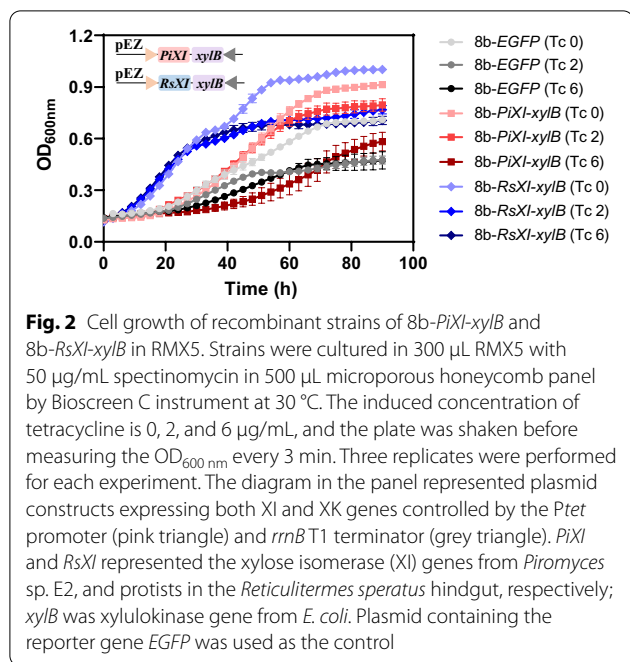 pEZ
PiXI xylB
pEZ
RsXI xylB
1.2
0.9
0.6
0.3
0.0
OD600nm
0 20 40 60 80 100
Time (h)
8b-EGFP (Tc 0)
8b-EGFP (Tc 2)
8b-EGFP (Tc 6)
8b-PiXI-xylB (Tc 0)
8b-PiXI-xylB (Tc 2)
8b-PiXI-xylB (Tc 6)
8b-RsXI-xylB (Tc 0)
8b-RsXI-xylB (Tc 2)
8b-RsXI-xylB (Tc 6)
Fig. 2 Cell growth of recombinant strains of 8b-PiXI-xylB and
8b-RsXI-xylB in RMX5. Strains were cultured in 300 μL RMX5 with
50 μg/mL spectinomycin in 500 μL microporous honeycomb panel
by Bioscreen C instrument at 30 °C. The induced concentration of
tetracycline is 0, 2, and 6 μg/mL, and the plate was shaken before
measuring the OD600 nm every 3 min. Three replicates were performed
for each experiment. The diagram in the panel represented plasmid
constructs expressing both XI and XK genes controlled by the Ptet
promoter (pink triangle) and rrnB T1 terminator (grey triangle). PiXI
and RsXI represented the xylose isomerase (XI) genes from Piromyces
sp. E2, and protists in the Reticulitermes speratus hindgut, respectively;
xylB was xylulokinase gene from E. coli. Plasmid containing the
reporter gene EGFP was used as the control